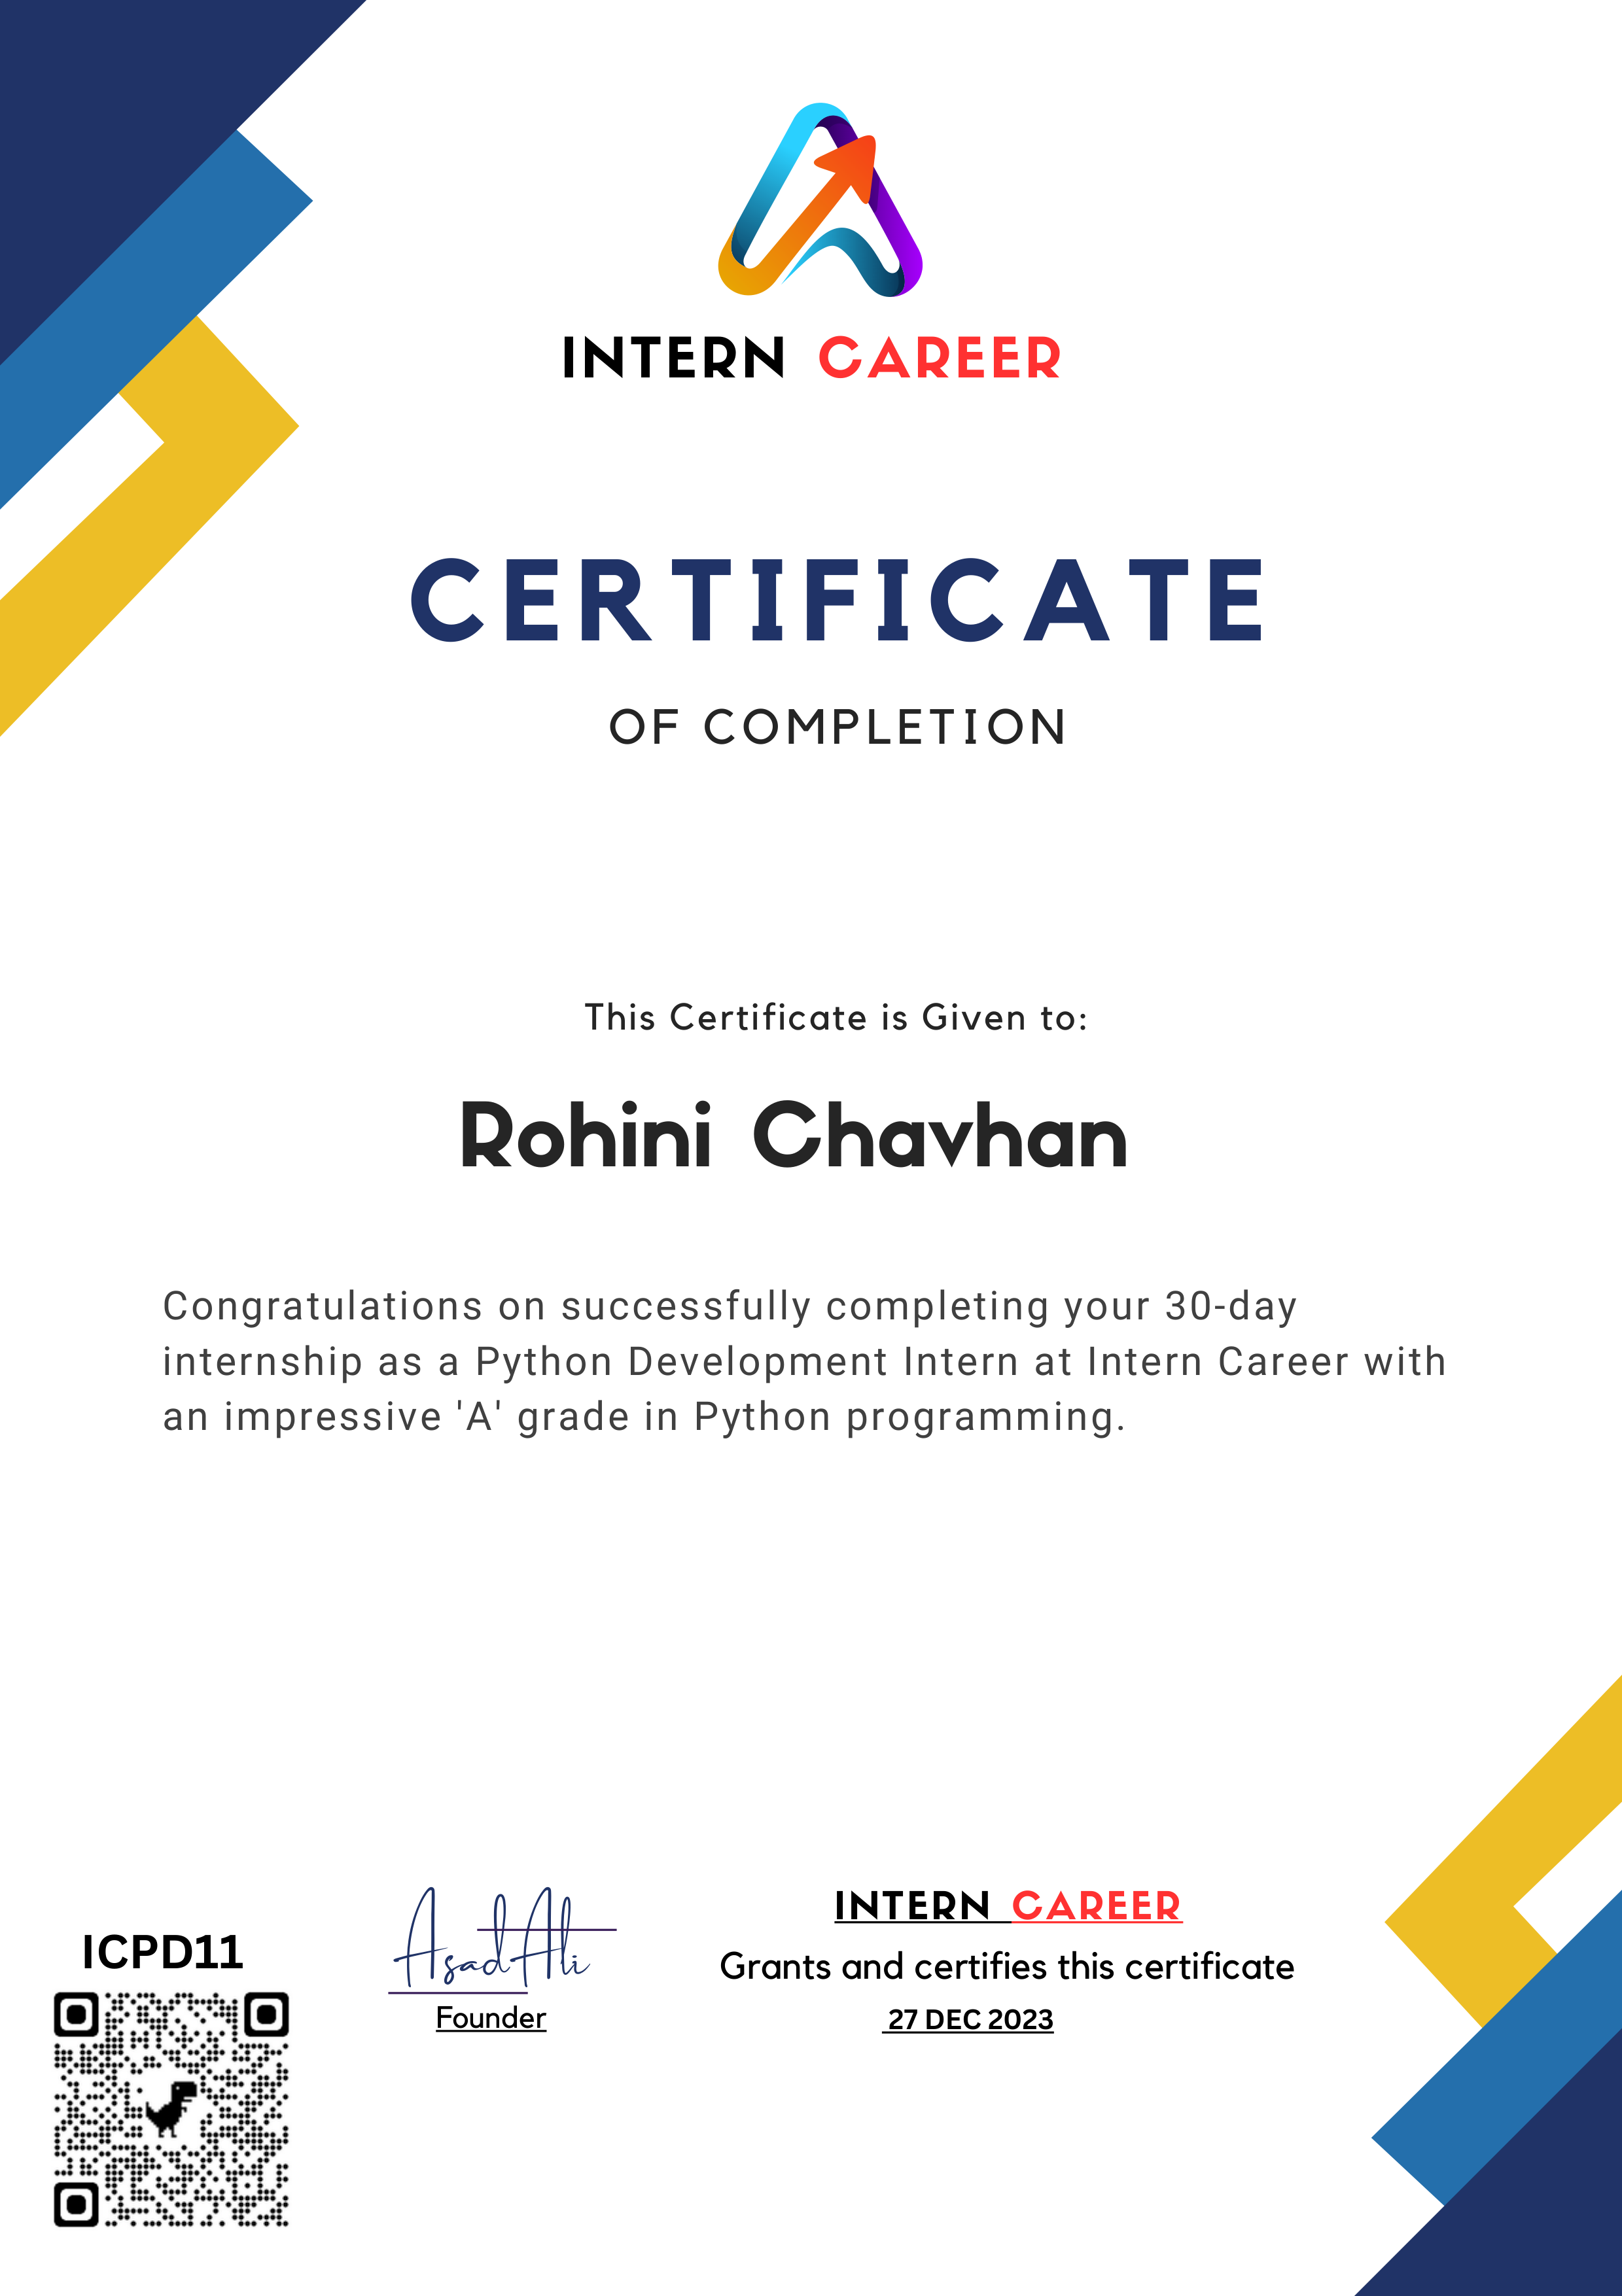 INTERN CAREER
CERTIFICATE
OF COMPLETION
This Certificate is Given to:
Rohini Chavhan
Congratulations on successfully completing your 30-day
internship as a Python Development Intern at Intern Career with
an impressive 'A' grade in Python programming.
ICPD11
Asad Ali
Founder
INTERN CAREER
Grants and certifies this certificate
27 DEC 2023